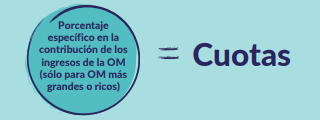 Porcentaje
específico en la
contribución de los
ingresos de la OM
(sólo para OM más
grandes o ricos)
= Cuotas